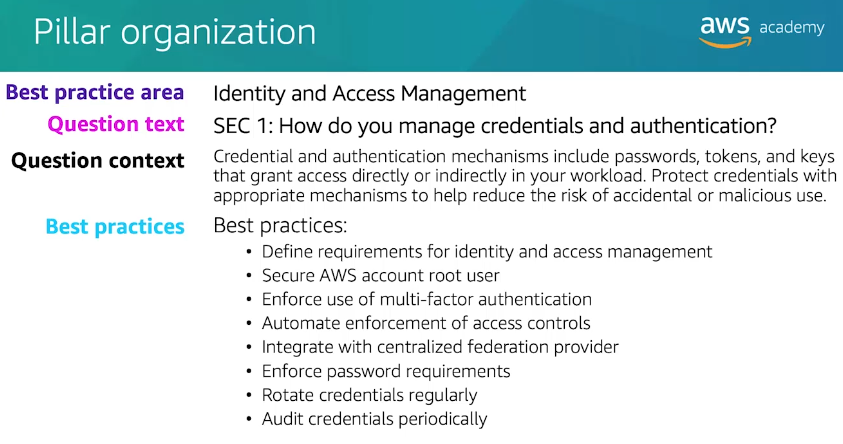 Pillar organization
aws academy
Best practice area
Identity and Access Management
Question text
SEC 1: How do you manage credentials and authentication?
Question context
Credential and authentication mechanisms include passwords, tokens, and keys
that grant access directly or indirectly in your workload. Protect credentials with
appropriate mechanisms to help reduce the risk of accidental or malicious use.
Best practices
Best practices:
• Define requirements for identity and access management
• Secure AWS account root user
• Enforce use of multi-factor authentication
• Automate enforcement of access controls
• Integrate with centralized federation provider
• Enforce password requirements
• Rotate credentials regularly
• Audit credentials periodically